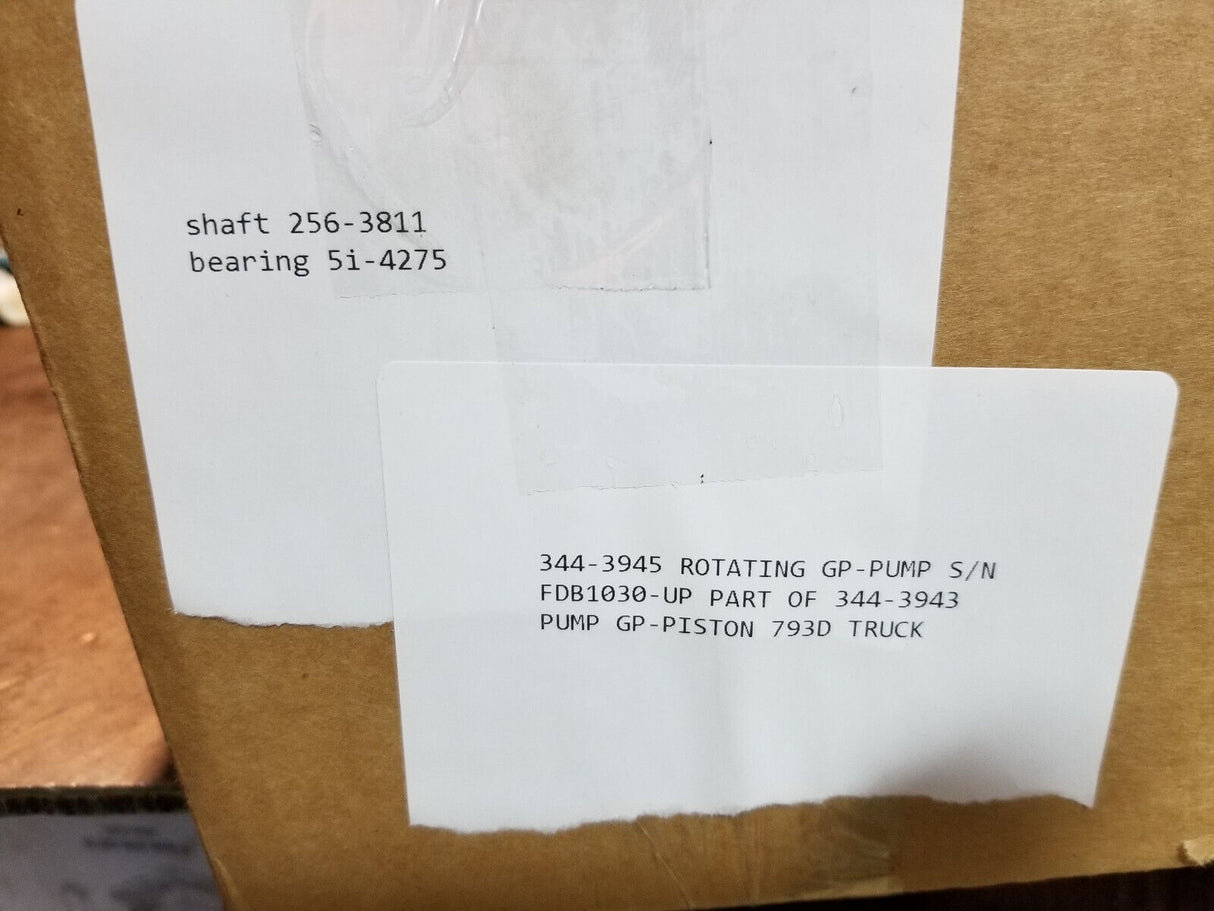 shaft 256-3811
bearing 5i-4275
344-3945 ROTATING GP-PUMP S/N
FDB1030-UP PART OF 344-3943
PUMP GP-PISTON 793D TRUCK